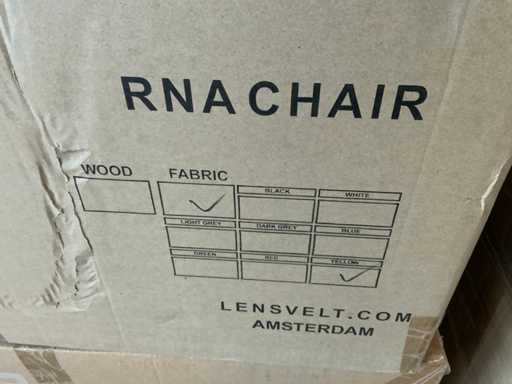 RNA CHAIR
WOOD FABRIC
BLACK WHITE
LIGHT GREY DARK GREY BLUE
GREEN RED YELLOW
LENSVELT.COM
AMSTERDAM